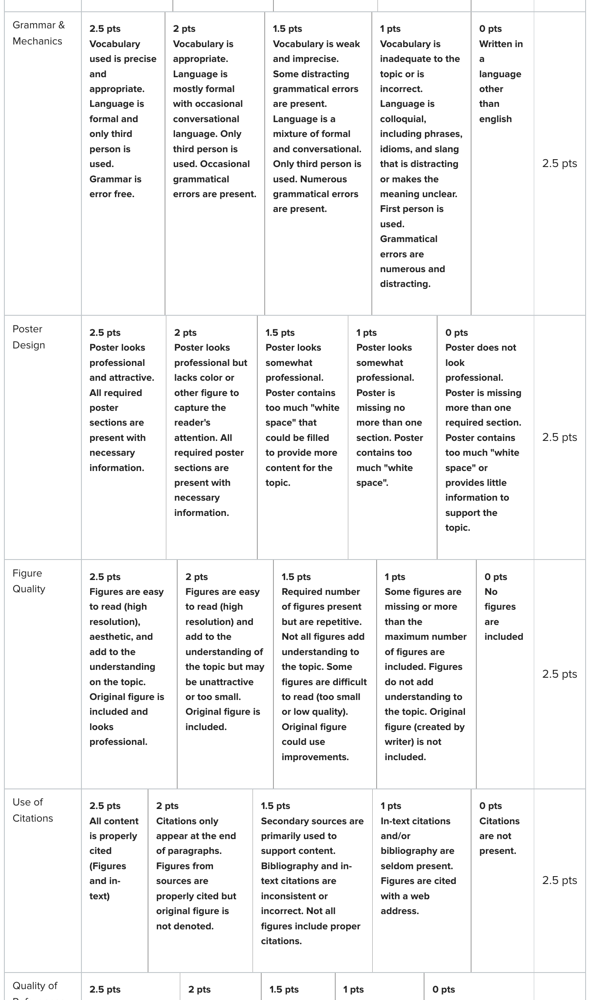 Grammar &
Mechanics
2.5 pts
Vocabulary
used is precise
and
appropriate.
Language is
formal and
only third
person is
used.
Grammar is
error free.
2 pts
Vocabulary is
appropriate.
Language is
mostly formal
with occasional
conversational
language. Only
third person is
used. Occasional
grammatical
errors are present.
1.5 pts
Vocabulary is weak
and imprecise.
Some distracting
grammatical errors
are present.
Language is a
mixture of formal
and conversational.
Only third person is
used. Numerous
grammatical errors
are present.
1 pts
Vocabulary is
inadequate to the
topic or is
incorrect.
Language is
colloquial,
including phrases,
idioms, and slang
that is distracting
or makes the
meaning unclear.
First person is
used.
Grammatical
errors are
numerous and
distracting.
0 pts
Written in
a
language
other
than
english
2.5 pts
Poster
Design
2.5 pts
Poster looks
professional
and attractive.
All required
poster
sections are
present with
necessary
information.
2 pts
Poster looks
professional but
lacks color or
other figure to
capture the
reader's
attention. All
required poster
sections are
present with
necessary
information.
1.5 pts
Poster looks
somewhat
professional.
Poster contains
too much "white
space" that
could be filled
to provide more
content for the
topic.
1 pts
Poster looks
somewhat
professional.
Poster is
missing no
more than one
section. Poster
contains too
much "white
space".
0 pts
Poster does not
look
professional.
Poster is missing
more than one
required section.
Poster contains
too much "white
space" or
provides little
information to
support the
topic.
2.5 pts
Figure
Quality
2.5 pts
Figures are easy
to read (high
resolution),
aesthetic, and
add to the
understanding
on the topic.
Original figure is
included and
looks
professional.
2 pts
Figures are easy
to read (high
resolution) and
add to the
understanding of
the topic but may
be unattractive
or too small.
Original figure is
included.
1.5 pts
Required number
of figures present
but are repetitive.
Not all figures add
understanding to
the topic. Some
figures are difficult
to read (too small
or low quality).
Original figure
could use
improvements.
1 pts
Some figures are
missing or more
than the
maximum number
of figures are
included. Figures
do not add
understanding to
the topic. Original
figure (created by
writer) is not
included.
0 pts
No
figures
are
included
2.5 pts
Use of
Citations
2.5 pts
All content
is properly
cited
(Figures
and in-
text)
2 pts
Citations only
appear at the end
of paragraphs.
Figures from
sources are
properly cited but
original figure is
not denoted.
1.5 pts
Secondary sources are
primarily used to
support content.
Bibliography and in-
text citations are
inconsistent or
incorrect. Not all
figures include proper
citations.
1 pts
In-text citations
and/or
bibliography are
seldom present.
Figures are cited
with a web
address.
0 pts
Citations
are not
present.
2.5 pts
Quality of
2.5 pts
2 pts
1.5 pts
1 pts
0 pts